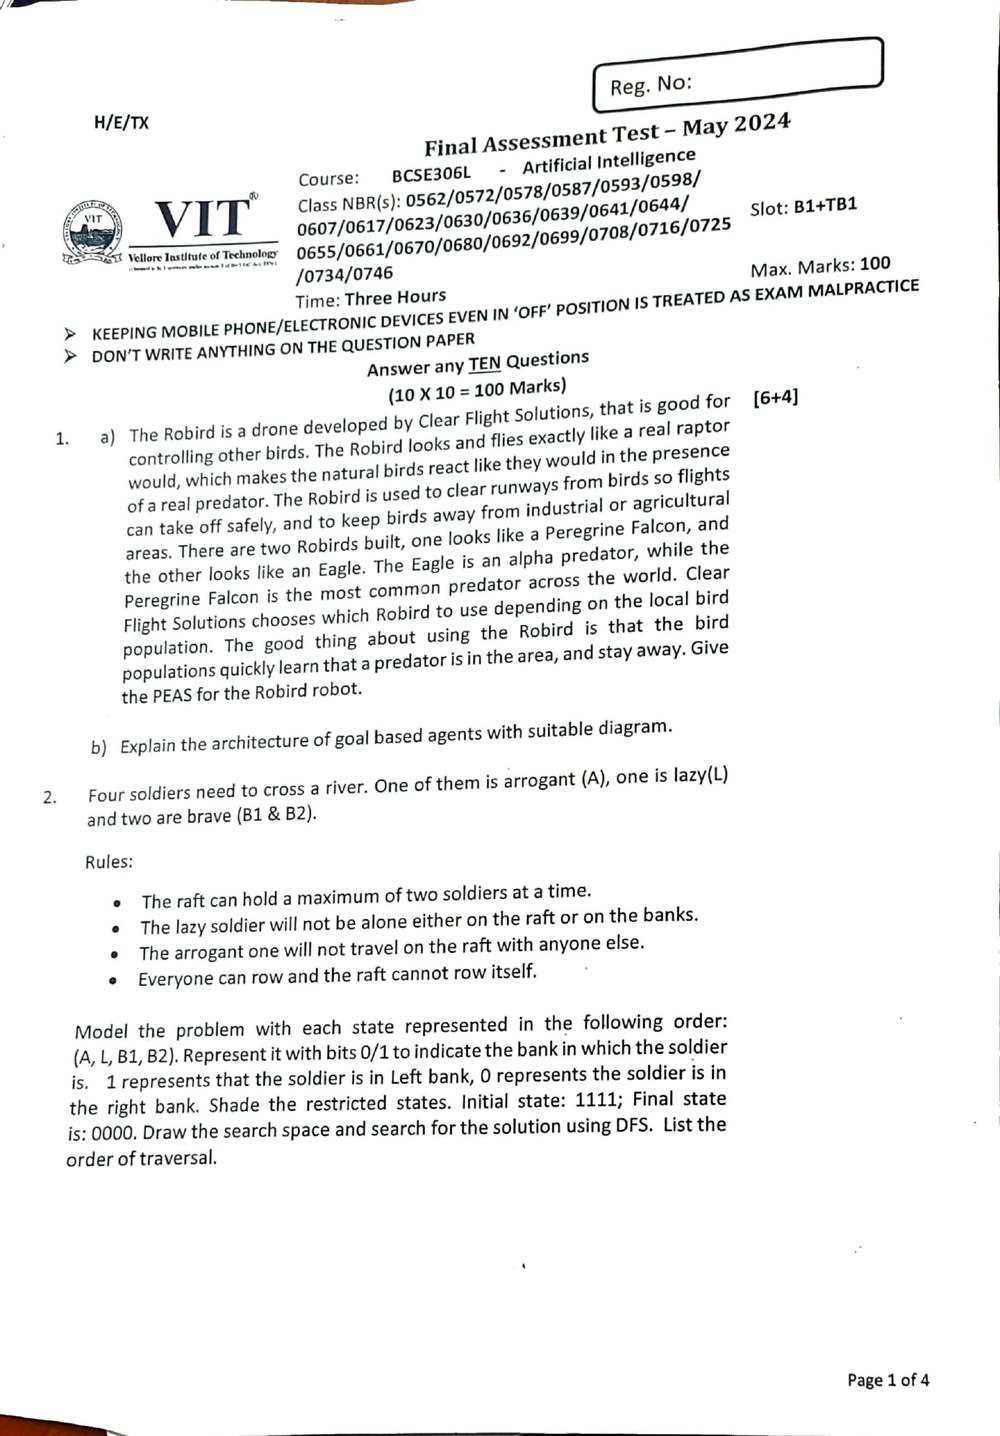 Reg. No:
H/E/TX
Final Assessment Test – May 2024
Course: BCSE306L - Artificial Intelligence
Class NBR(s): 0562/0572/0578/0587/0593/0598/
0607/0617/0623/0630/0636/0639/0641/0644/
0655/0661/0670/0680/0692/0699/0708/0716/0725
/0734/0746
Slot: B1+TB1
VIT
VIT®
Vellore Institute of Technology
Time: Three Hours
Max. Marks: 100
➢ KEEPING MOBILE PHONE/ELECTRONIC DEVICES EVEN IN ‘OFF’ POSITION IS TREATED AS EXAM MALPRACTICE
➢ DON’T WRITE ANYTHING ON THE QUESTION PAPER
Answer any TEN Questions
(10 X 10 = 100 Marks)
1. a) The Robird is a drone developed by Clear Flight Solutions, that is good for [6+4]
controlling other birds. The Robird looks and flies exactly like a real raptor
would, which makes the natural birds react like they would in the presence
of a real predator. The Robird is used to clear runways from birds so flights
can take off safely, and to keep birds away from industrial or agricultural
areas. There are two Robirds built, one looks like a Peregrine Falcon, and
the other looks like an Eagle. The Eagle is an alpha predator, while the
Peregrine Falcon is the most common predator across the world. Clear
Flight Solutions chooses which Robird to use depending on the local bird
population. The good thing about using the Robird is that the bird
populations quickly learn that a predator is in the area, and stay away. Give
the PEAS for the Robird robot.
b) Explain the architecture of goal based agents with suitable diagram.
2. Four soldiers need to cross a river. One of them is arrogant (A), one is lazy(L)
and two are brave (B1 & B2).
Rules:
• The raft can hold a maximum of two soldiers at a time.
• The lazy soldier will not be alone either on the raft or on the banks.
• The arrogant one will not travel on the raft with anyone else.
• Everyone can row and the raft cannot row itself.
Model the problem with each state represented in the following order:
(A, L, B1, B2). Represent it with bits 0/1 to indicate the bank in which the soldier
is. 1 represents that the soldier is in Left bank, 0 represents the soldier is in
the right bank. Shade the restricted states. Initial state: 1111; Final state
is: 0000. Draw the search space and search for the solution using DFS. List the
order of traversal.
Page 1 of 4